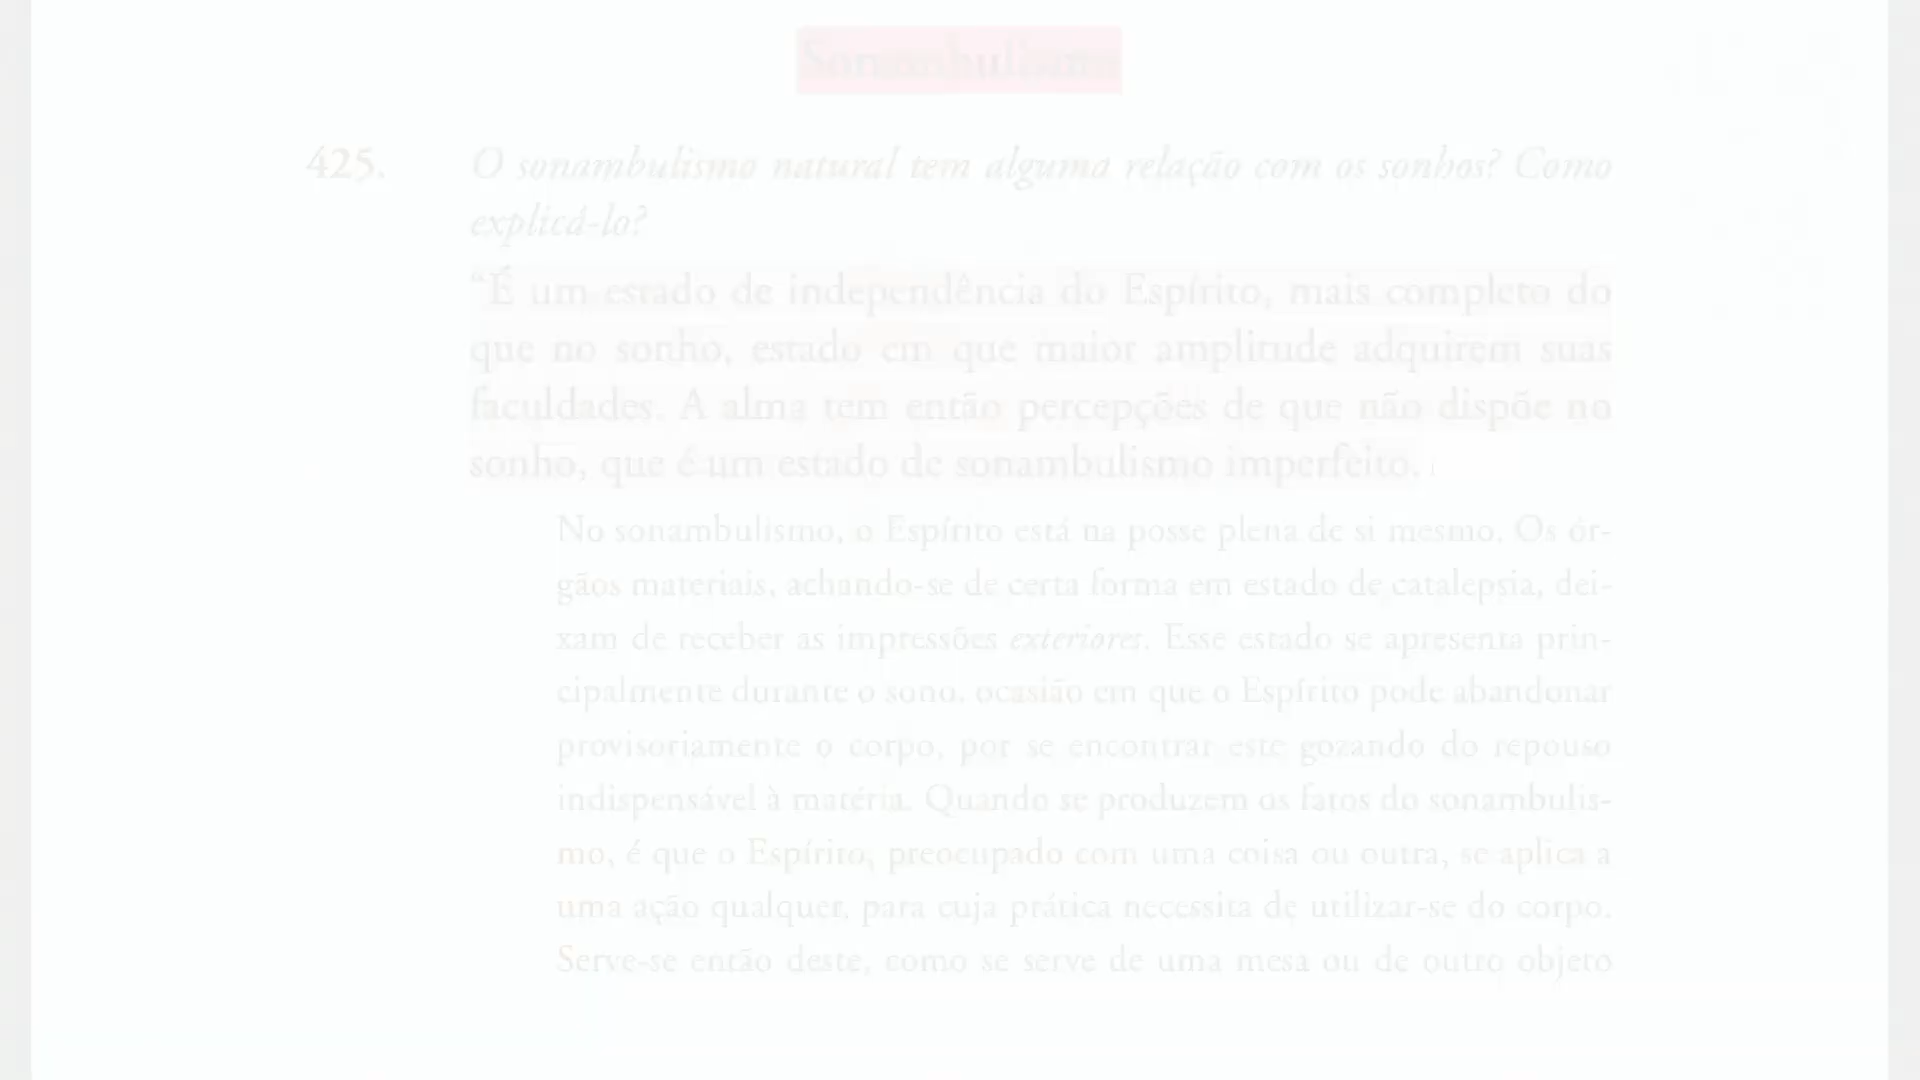 Sonambulismo
425. O sonambulismo natural tem alguma relação com os sonhos? Como
explicá-lo?
“É um estado de independência do Espírito, mais completo do
que no sonho, estado em que maior amplitude adquirem suas
faculdades. A alma tem então percepções de que não dispõe no
sonho, que é um estado de sonambulismo imperfeito.
No sonambulismo, o Espírito está na posse plena de si mesmo. Os ór-
gãos materiais, achando-se de certa forma em estado de catalepsia, dei-
xam de receber as impressões exteriores. Esse estado se apresenta prin-
cipalmente durante o sono, ocasião em que o Espírito pode abandonar
provisoriamente o corpo, por se encontrar este gozando do repouso
indispensável à matéria. Quando se produzem os fatos do sonambulis-
mo, é que o Espírito, preocupado com uma coisa ou outra, se aplica a
uma ação qualquer, para cuja prática necessita de utilizar-se do corpo.
Serve-se então deste, como se serve de uma mesa ou de outro objeto